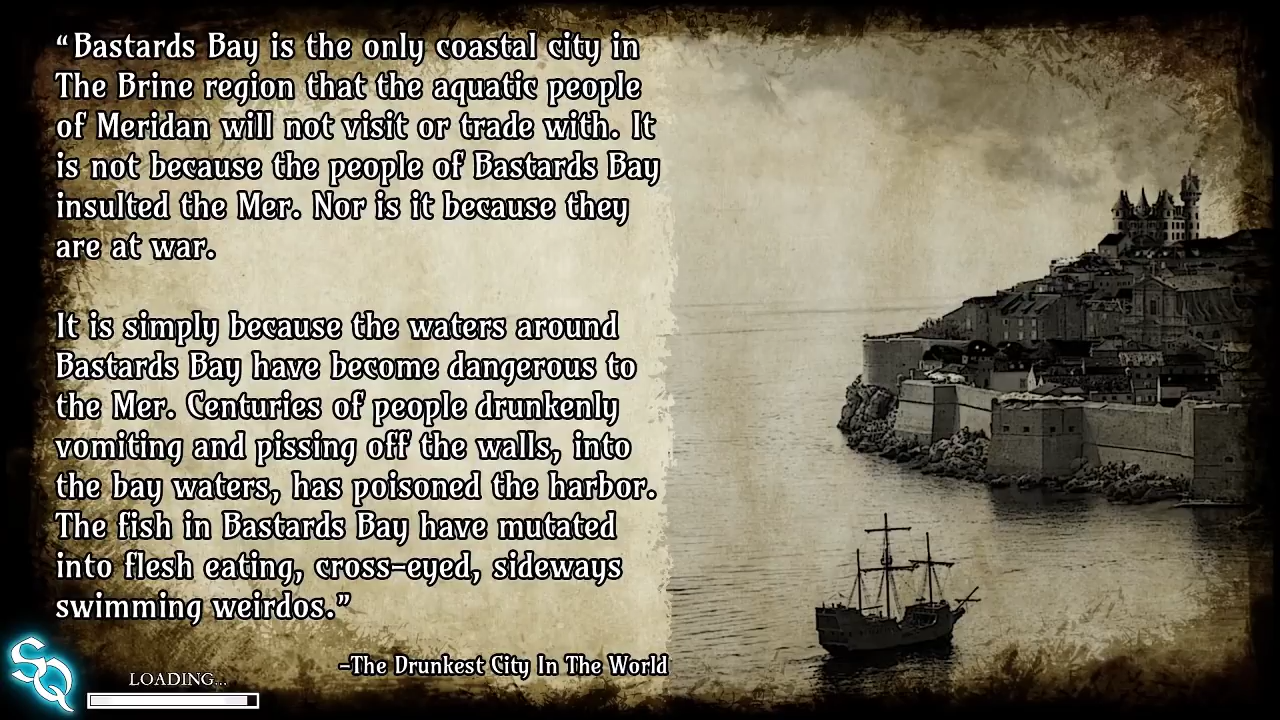 “Bastards Bay is the only coastal city in
The Brine region that the aquatic people
of Meridan will not visit or trade with. It
is not because the people of Bastards Bay
insulted the Mer. Nor is it because they
are at war.
It is simply because the waters around
Bastards Bay have become dangerous to
the Mer. Centuries of people drunkenly
vomiting and pissing off the walls, into
the bay waters, has poisoned the harbor.
The fish in Bastards Bay have mutated
into flesh eating, cross-eyed, sideways
swimming weirdos.”
-The Drunkest City In The World
SQ
LOADING...